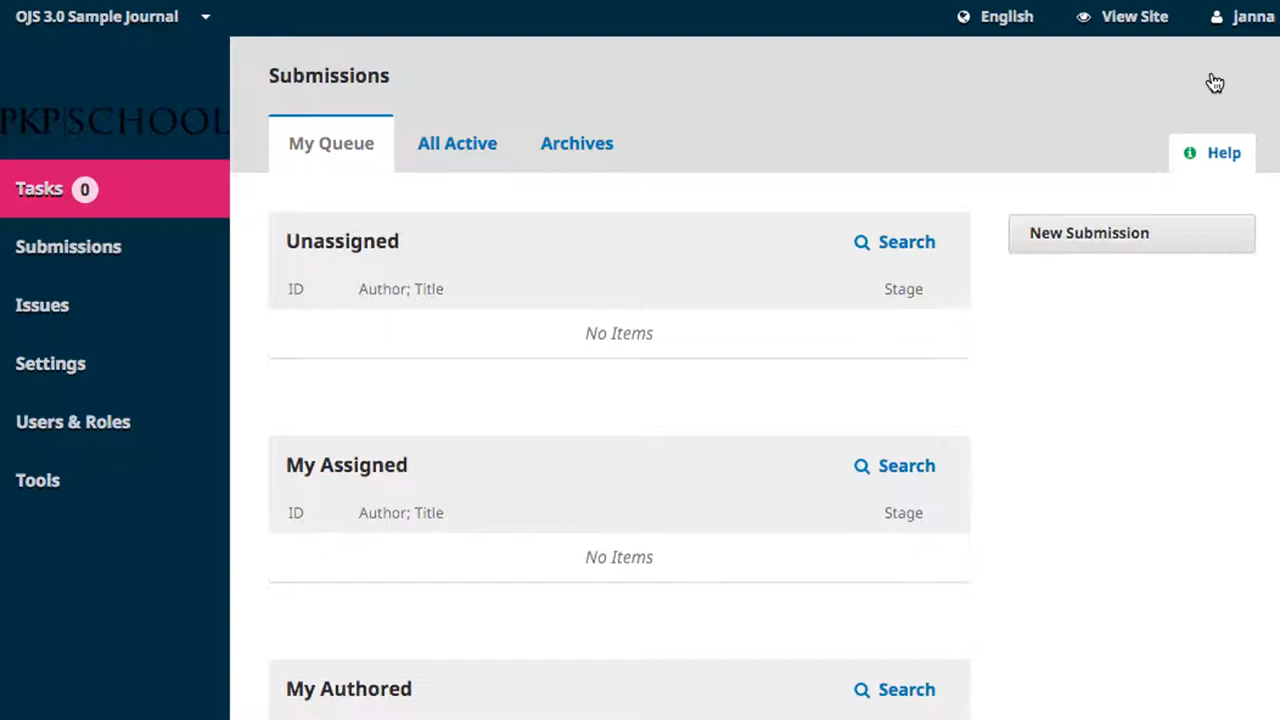 OJS 3.0 Sample Journal English View Site janna
PKP|SCHOOL
Tasks 0
Submissions
Issues
Settings
Users & Roles
Tools
Submissions
My Queue All Active Archives
Help
Unassigned Search
ID Author; Title Stage
No Items
New Submission
My Assigned Search
ID Author; Title Stage
No Items
My Authored Search